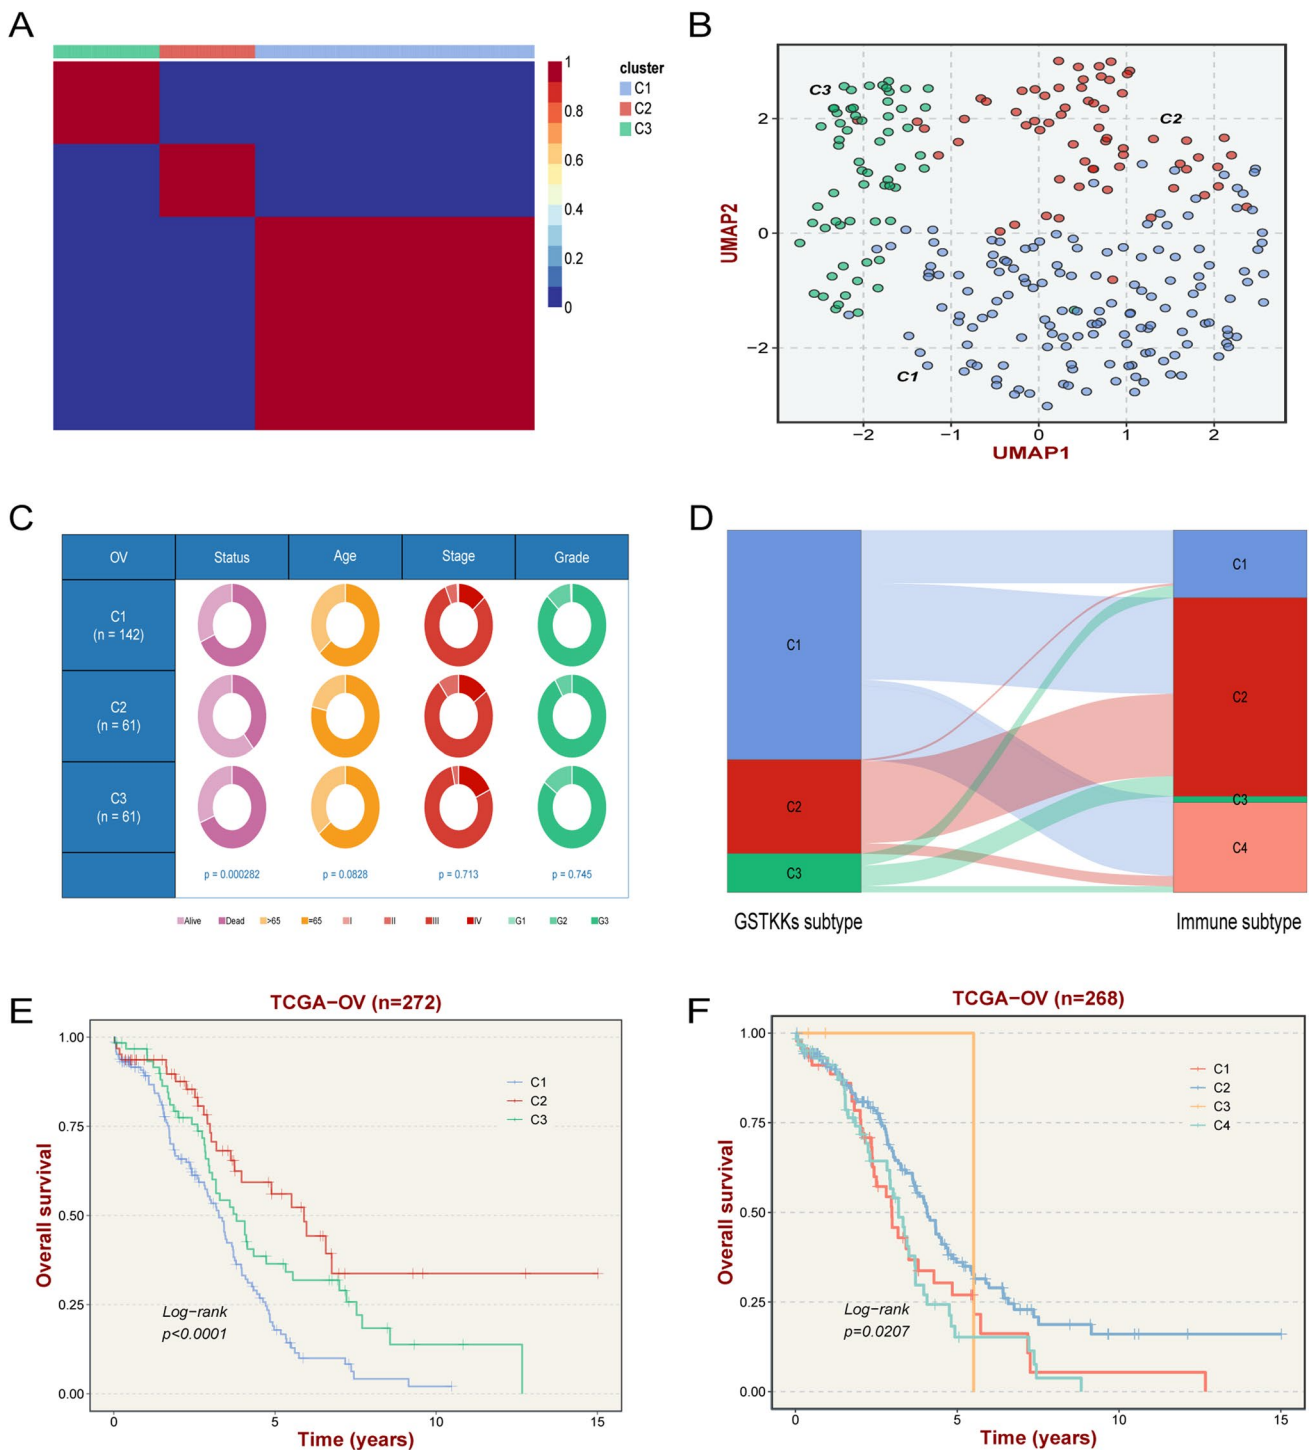 A
1
0.8
0.6
0.4
0.2
0
cluster
C1
C2
C3
B
C3
C2
C1
2
0
−2
UMAP2
−2 −1 0 1 2
UMAP1
C
OV Status Age Stage Grade
C1
(n = 142)
C2
(n = 61)
C3
(n = 61)
p = 0.000282 p = 0.0828 p = 0.713 p = 0.745
Alive Dead >65 =65 I II III IV G1 G2 G3
D
C1
C2
C3
C1
C2
C3
C4
GSTKKs subtype Immune subtype
E
TCGA−OV (n=272)
1.00
0.75
0.50
0.25
0.00
Overall survival
C1
C2
C3
Log−rank
p<0.0001
0 5 10 15
Time (years)
F
TCGA−OV (n=268)
1.00
0.75
0.50
0.25
0.00
Overall survival
C1
C2
C3
C4
Log−rank
p=0.0207
0 5 10 15
Time (years)